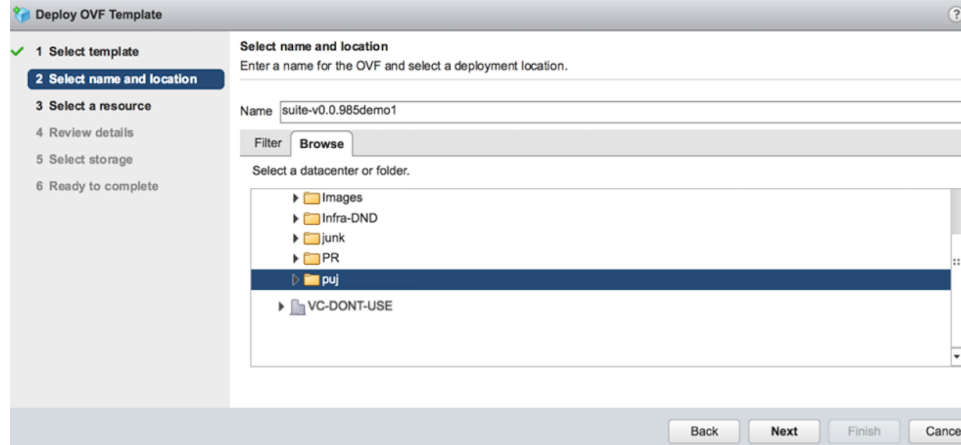 Deploy OVF Template
?
1 Select template
2 Select name and location
3 Select a resource
4 Review details
5 Select storage
6 Ready to complete
Select name and location
Enter a name for the OVF and select a deployment location.
Name suite-v0.0.985demo1
Filter Browse
Select a datacenter or folder.
Images
Infra-DND
junk
PR
puj
VC-DONT-USE
Back Next Finish Cance